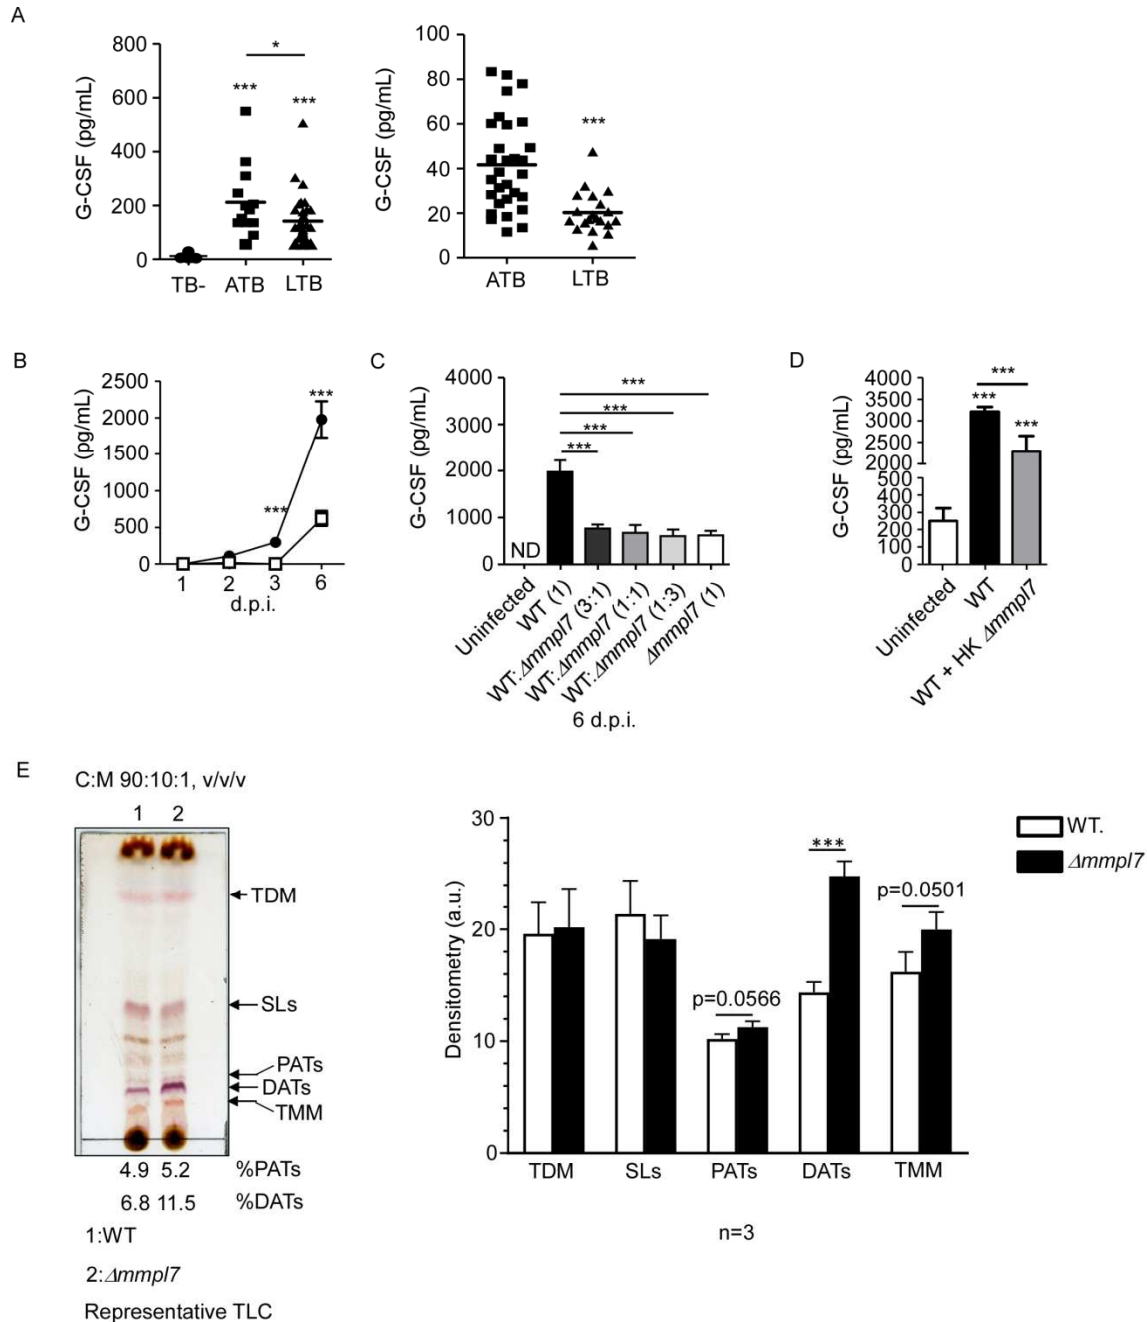 A
G-CSF (pg/mL)
800
600
400
200
0
*
***
***
TB-
ATB
LTB
G-CSF (pg/mL)
100
80
60
40
20
0
***
ATB
LTB
B
G-CSF (pg/mL)
2500
2000
1500
1000
500
0
***
***
1
2
3
6
d.p.i.
C
G-CSF (pg/mL)
4000
3000
2000
1000
0
***
***
***
***
ND
Uninfected
WT (1)
WT:Δmmpl7 (3:1)
WT:Δmmpl7 (1:1)
WT:Δmmpl7 (1:3)
Δmmpl7 (1)
6 d.p.i.
D
G-CSF (pg/mL)
4000
3500
3000
2500
2000
400
300
200
100
0
***
***
***
Uninfected
WT
WT + HK Δmmpl7
E
C:M 90:10:1, v/v/v
1 2
TDM
SLs
PATs
DATs
TMM
4.9 5.2 %PATs
6.8 11.5 %DATs
1:WT
2:Δmmpl7
Representative TLC
Densitometry (a.u.)
30
20
10
0
p=0.0566
***
p=0.0501
TDM
SLs
PATs
DATs
TMM
n=3
WT.
Δmmpl7